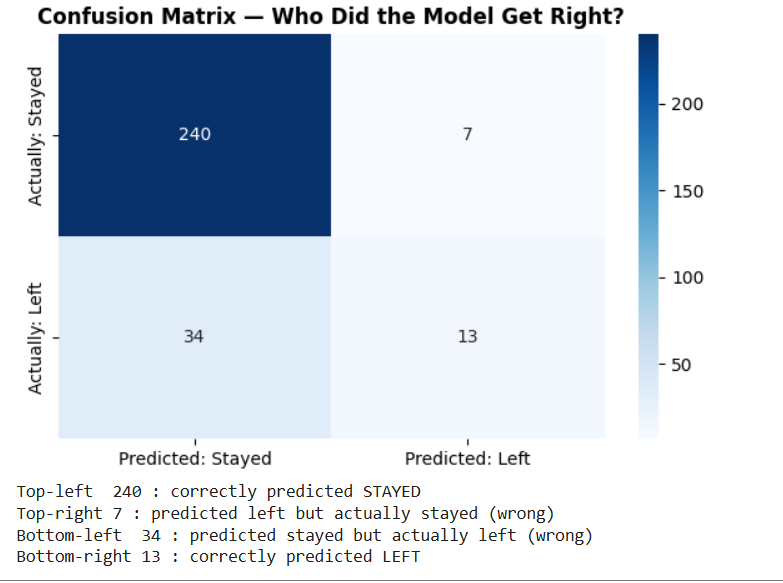 Confusion Matrix — Who Did the Model Get Right?
Actually: Stayed
240
7
200
150
100
50
Actually: Left
34
13
Predicted: Stayed
Predicted: Left
Top-left  240 : correctly predicted STAYED
Top-right 7 : predicted left but actually stayed (wrong)
Bottom-left  34 : predicted stayed but actually left (wrong)
Bottom-right 13 : correctly predicted LEFT